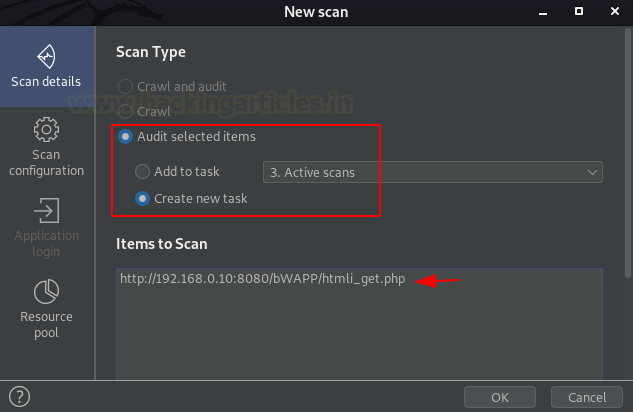 New scan
Scan details
Scan
configuration
Application
login
Resource
pool
Scan Type
Crawl and audit
www.hackingarticles.in
Crawl
Audit selected items
Add to task
3. Active scans
Create new task
Items to Scan
http://192.168.0.10:8080/bWAPP/htmli_get.php
?
OK
Cancel